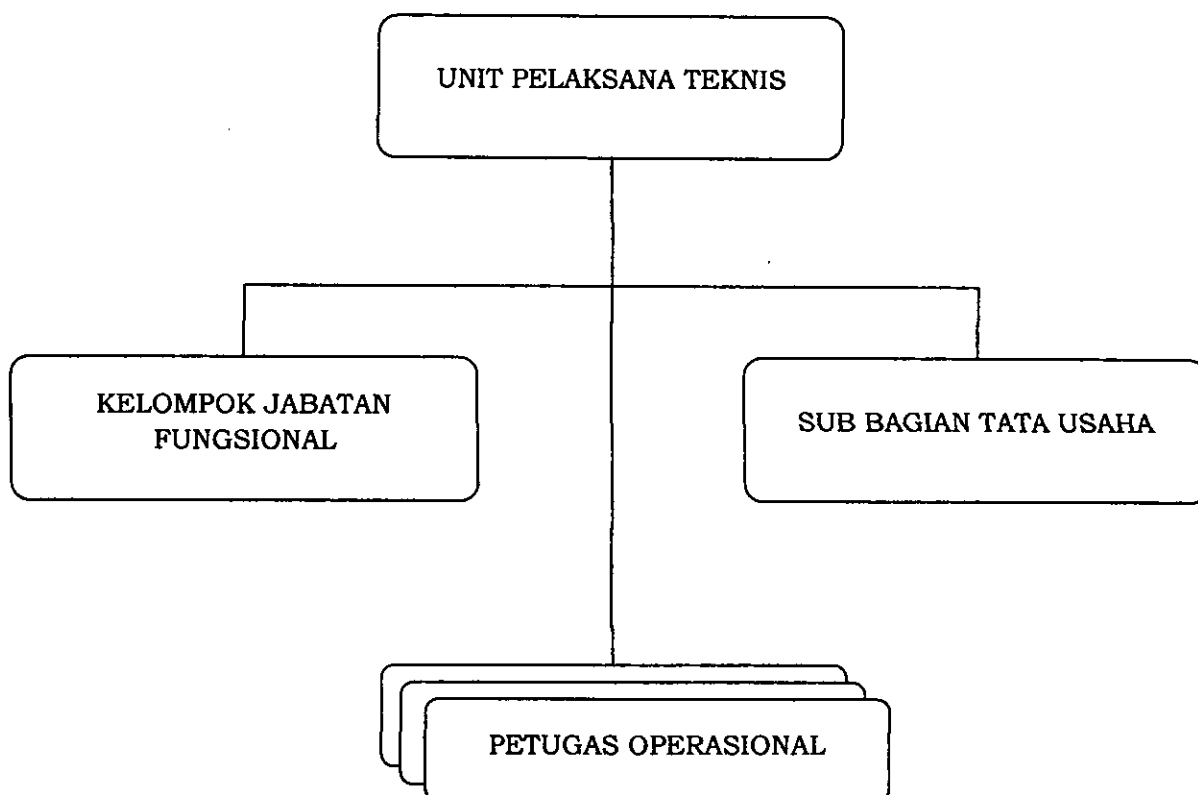 UNIT PELAKSANA TEKNIS
KELOMPOK JABATAN
FUNGSIONAL
SUB BAGIAN TATA USAHA
PETUGAS OPERASIONAL